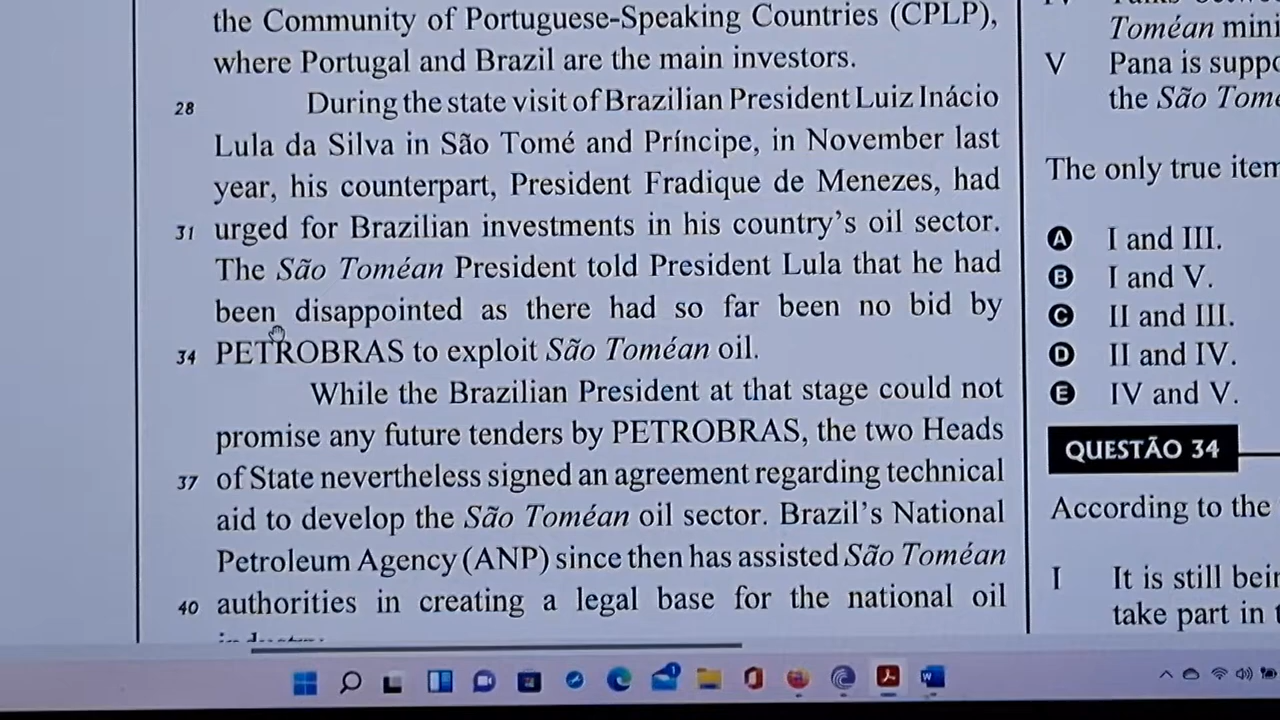 the Community of Portuguese-Speaking Countries (CPLP),
where Portugal and Brazil are the main investors.
28 During the state visit of Brazilian President Luiz Inácio
Lula da Silva in São Tomé and Príncipe, in November last
year, his counterpart, President Fradique de Menezes, had
31 urged for Brazilian investments in his country's oil sector.
The São Toméan President told President Lula that he had
been disappointed as there had so far been no bid by
34 PETROBRAS to exploit São Toméan oil.
While the Brazilian President at that stage could not
promise any future tenders by PETROBRAS, the two Heads
37 of State nevertheless signed an agreement regarding technical
aid to develop the São Toméan oil sector. Brazil's National
Petroleum Agency (ANP) since then has assisted São Toméan
40 authorities in creating a legal base for the national oil
Toméan
V Pana is
the São
The only true
A I and III.
B I and V.
C II and III.
D II and IV.
E IV and V.
QUESTÃO 34
According to the
I It is still
take part in